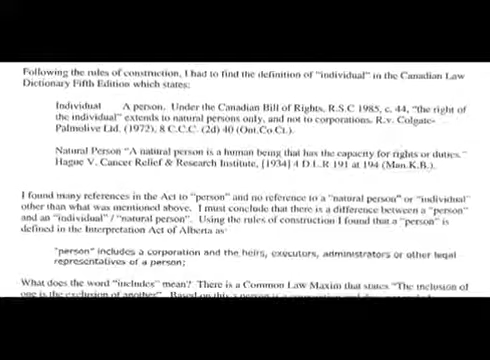 Following the rules of construction, I had to find the definition of "individual" in the Canadian Law
Dictionary Fifth Edition which states:
Individual A person. Under the Canadian Bill of Rights, R.S.C 1985, c. 44, "the right of
the individual" extends to natural persons only, and not to corporations. R.v. Colgate-
Palmolive Ltd. (1972), 8 C.C.C. (2d) 40 (Ont.Co.Ct.).
Natural Person "A natural person is a human being that has the capacity for rights or duties."
Hague V. Cancer Relief & Research Institute, [1934] 4 D.L.R 191 at 194 (Man.K.B.).
I found many references in the Act to "person" and no reference to a "natural person" or "individual"
other than what was mentioned above. I must conclude that there is a difference between a "person"
and an "individual" / "natural person". Using the rules of construction I found that a "person" is
defined in the Interpretation Act of Alberta as:
"person" includes a corporation and the heirs, executors, administrators or other legal
representatives of a person;
What does the word "includes" mean? There is a Common Law Maxim that states "The inclusion of
one is the exclusion of another". Based on this